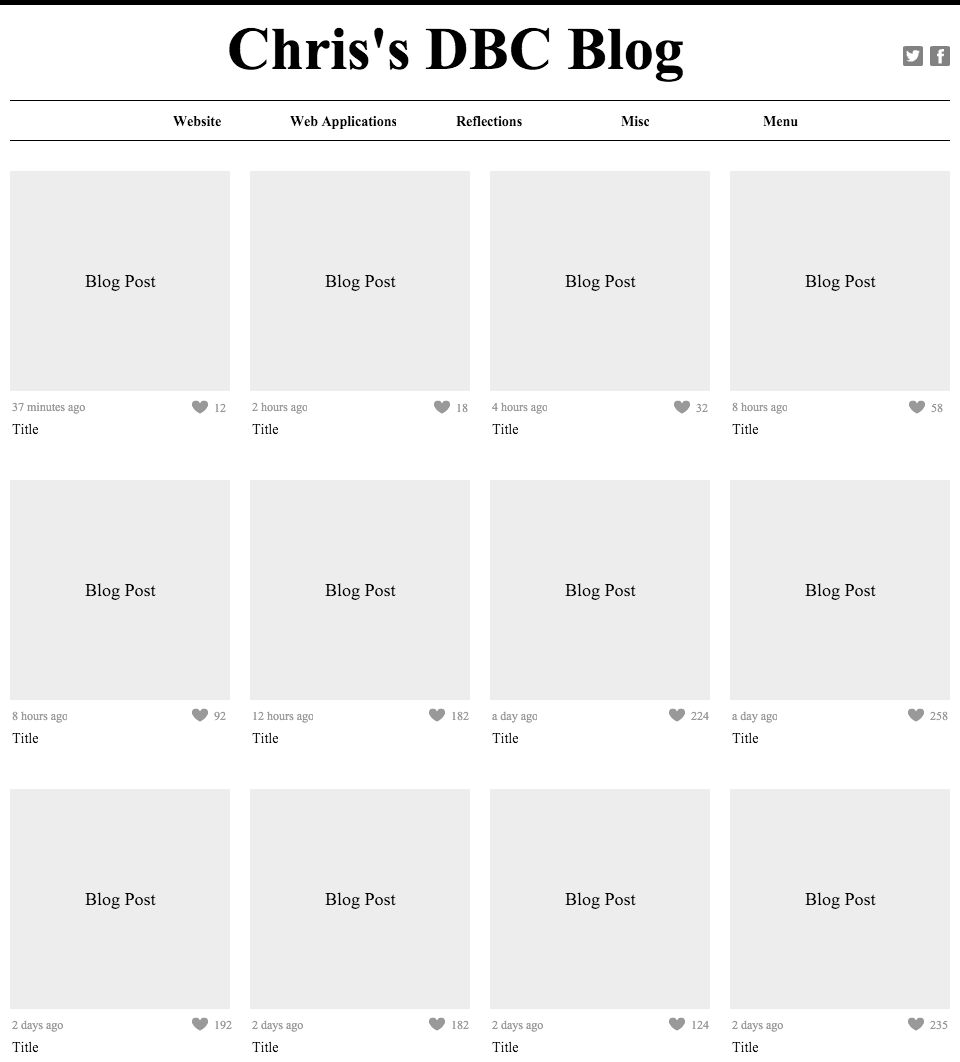 Chris's DBC Blog
Website Web Applications Reflections Misc Menu
Blog Post Blog Post Blog Post Blog Post
37 minutes ago 12 2 hours ago 18 4 hours ago 32 8 hours ago 58
Title Title Title Title
Blog Post Blog Post Blog Post Blog Post
8 hours ago 92 12 hours ago 182 a day ago 224 a day ago 258
Title Title Title Title
Blog Post Blog Post Blog Post Blog Post
2 days ago 192 2 days ago 182 2 days ago 124 2 days ago 235
Title Title Title Title